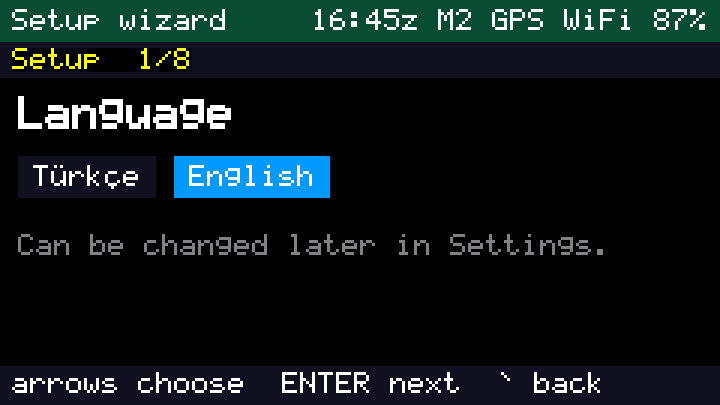 Setup wizard 16:45z M2 GPS WiFi 87%
Setup 1/8
Language
Türkçe English
Can be changed later in Settings.
arrows choose ENTER next ` back